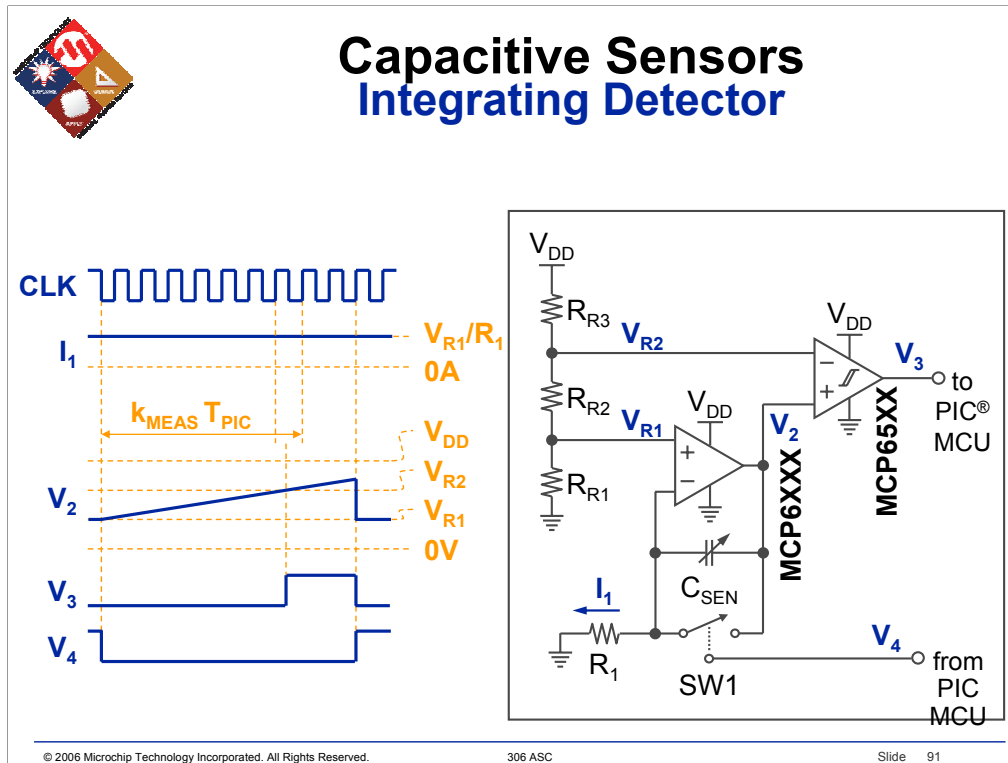 Capacitive Sensors
Integrating Detector
CLK
I1
VR1/R1
0A
kMEAS TPIC
VDD
VR2
V2
VR1
0V
V3
V4
VDD
RR3
VR2
VDD
V3
to
PIC®
MCU
RR2
VR1
VDD
V2
MCP65XX
RR1
MCP6XXX
CSEN
I1
R1
SW1
V4
from
PIC
MCU
© 2006 Microchip Technology Incorporated. All Rights Reserved.
306 ASC
Slide 91